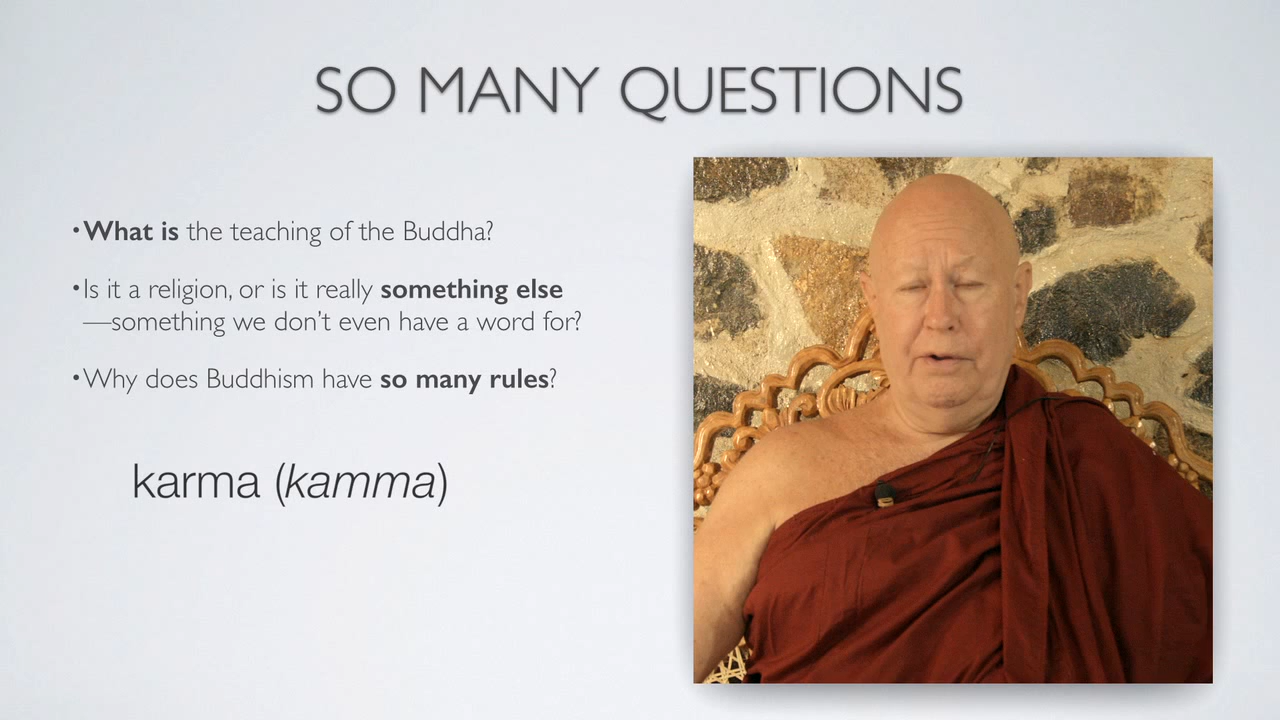 SO MANY QUESTIONS
•What is the teaching of the Buddha?
•Is it a religion, or is it really something else
—something we don’t even have a word for?
•Why does Buddhism have so many rules?
karma (kamma)